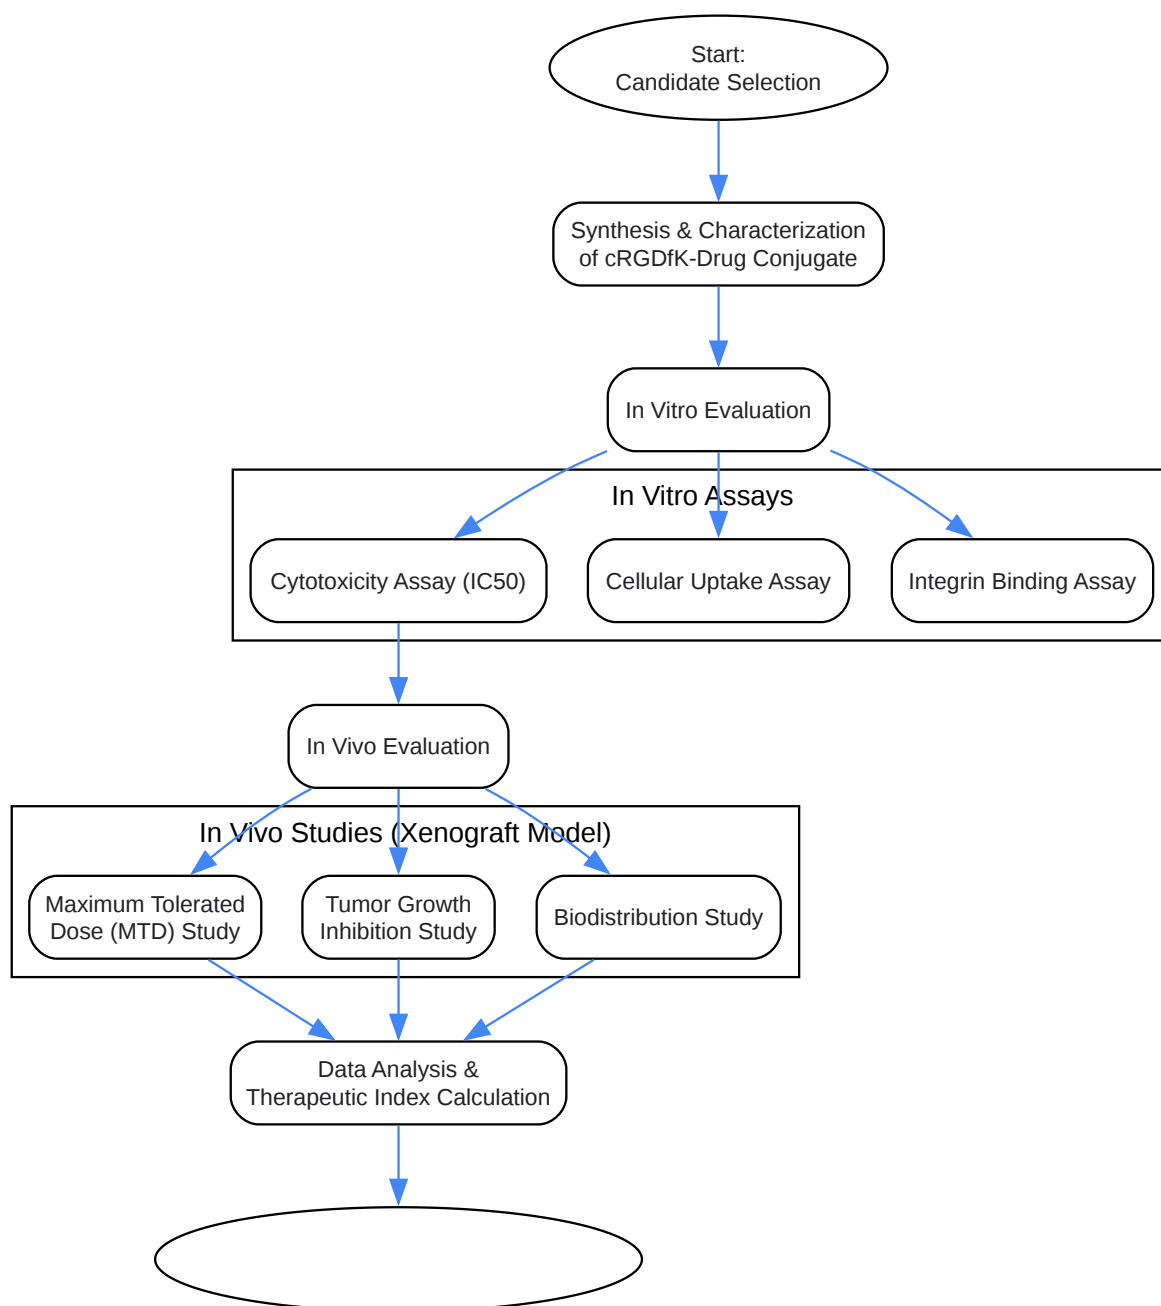 Start:
Candidate Selection
Synthesis & Characterization
of cRGDfK-Drug Conjugate
In Vitro Evaluation
In Vitro Assays
Cytotoxicity Assay (IC50)
Cellular Uptake Assay
Integrin Binding Assay
In Vivo Evaluation
In Vivo Studies (Xenograft Model)
Maximum Tolerated
Dose (MTD) Study
Tumor Growth
Inhibition Study
Biodistribution Study
Data Analysis &
Therapeutic Index Calculation